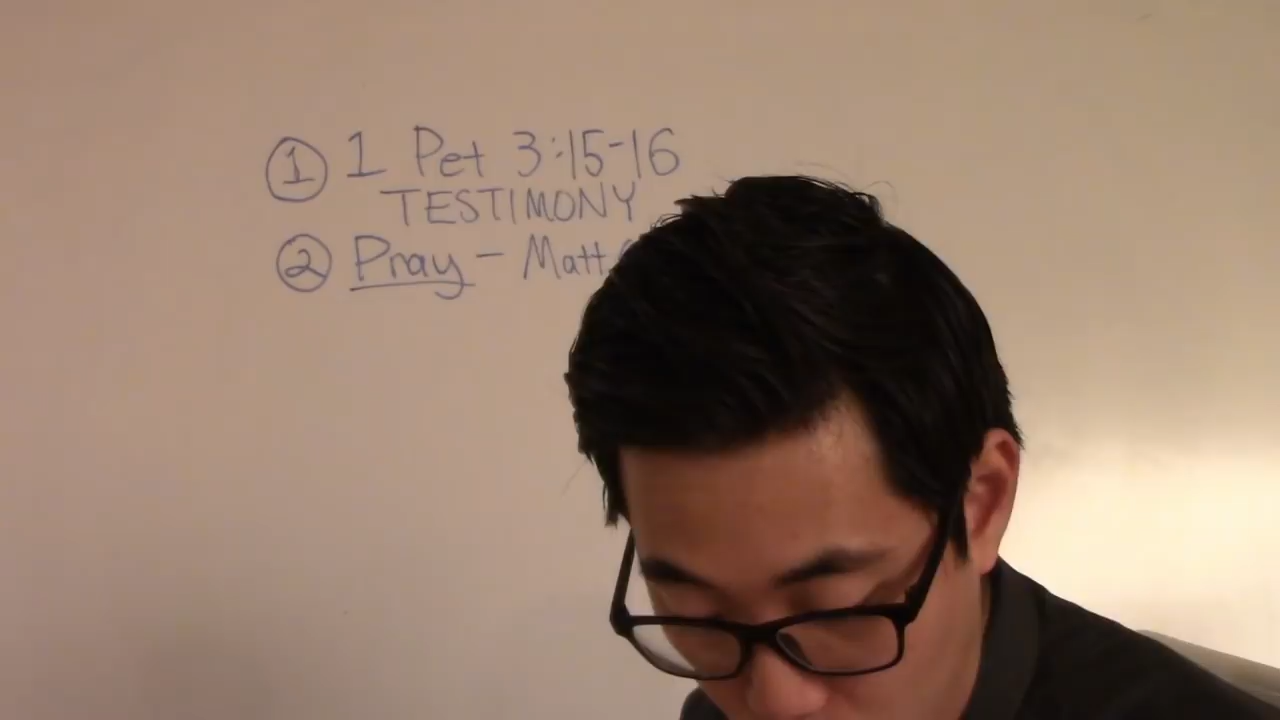 ① 1 Pet 3:15-16
TESTIMONY
② Pray - Matt